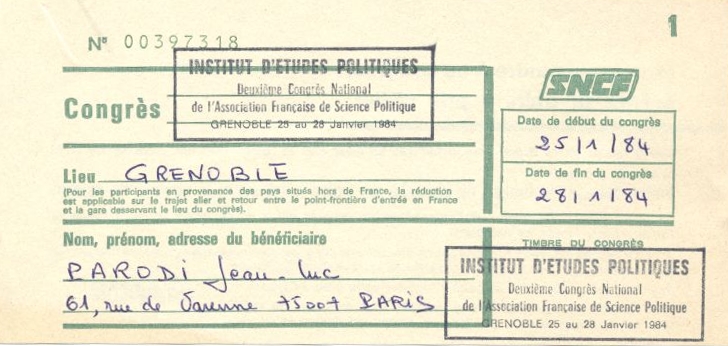 1
N° 00397318
INSTITUT D'ETUDES POLITIQUES
Deuxième Congrès National
de l'Association Française de Science Politique
GRENOBLE 25 au 28 Janvier 1984
Congrès
SNCF
Date de début du congrès
25/1/84
Date de fin du congrès
28/1/84
Lieu GRENOBLE
(Pour les participants en provenance des pays situés hors de France, la réduction
est applicable sur le trajet aller et retour entre le point-frontière d'entrée en France
et la gare desservant le lieu du congrès).
Nom, prénom, adresse du bénéficiaire
PARODI Jean-Luc
61, rue de Varenne 75007 PARIS
TIMBRE DU CONGRÈS
INSTITUT D'ETUDES POLITIQUES
Deuxième Congrès National
de l'Association Française de Science Politique
GRENOBLE 25 au 28 Janvier 1984